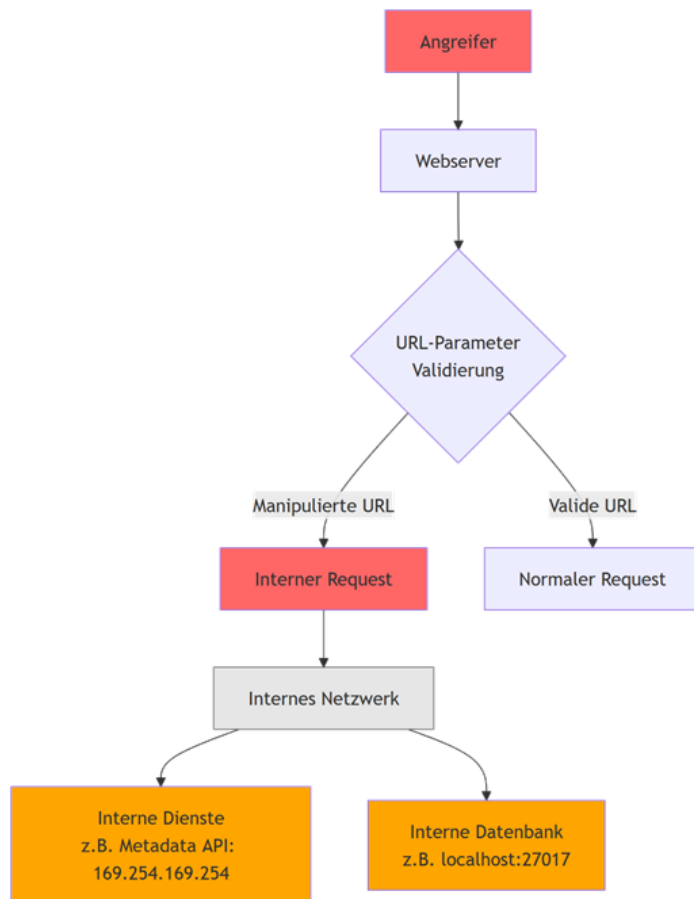 Angreifer
Webserver
URL-Parameter
Validierung
Manipulierte URL
Valide URL
Interner Request
Normaler Request
Internes Netzwerk
Interne Dienste
z.B. Metadata API:
169.254.169.254
Interne Datenbank
z.B. localhost:27017